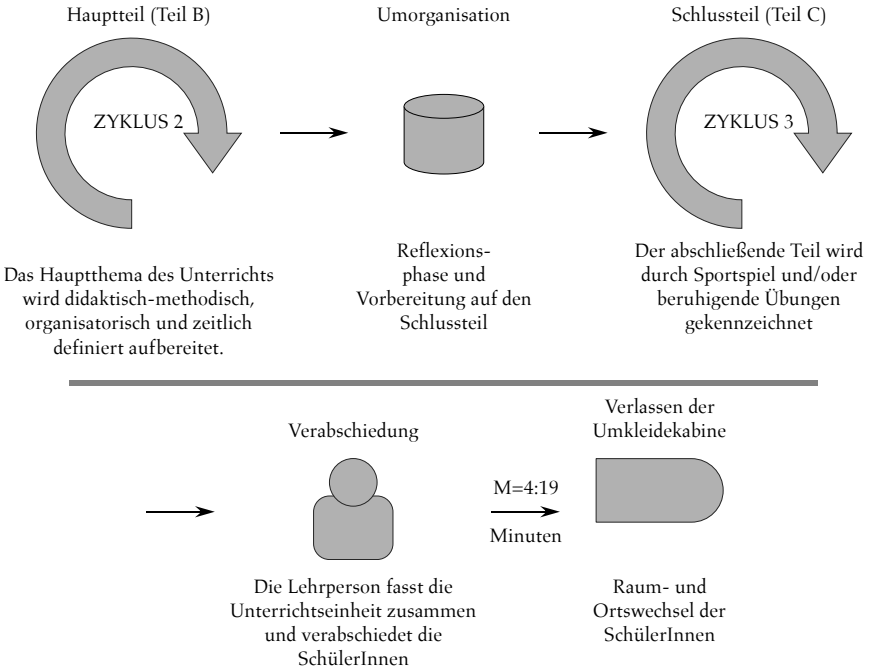 Hauptteil (Teil B)
ZYKLUS 2
Das Hauptthema des Unterrichts
wird didaktisch-methodisch,
organisatorisch und zeitlich
definiert aufbereitet.
Umorganisation
Reflexions-
phase und
Vorbereitung auf den
Schlussteil
Schlussteil (Teil C)
ZYKLUS 3
Der abschließende Teil wird
durch Sportspiel und/oder
beruhigende Übungen
gekennzeichnet
Verabschiedung
Die Lehrperson fasst die
Unterrichtseinheit zusammen
und verabschiedet die
SchülerInnen
M=4:19
Minuten
Verlassen der
Umkleidekabine
Raum- und
Ortswechsel der
SchülerInnen